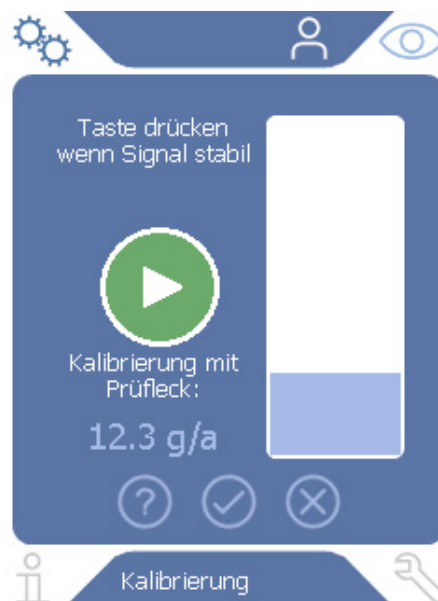 Taste drücken
wenn Signal stabil
Kalibrierung mit
Prüfleck:
12.3 g/a
?
i
Kalibrierung